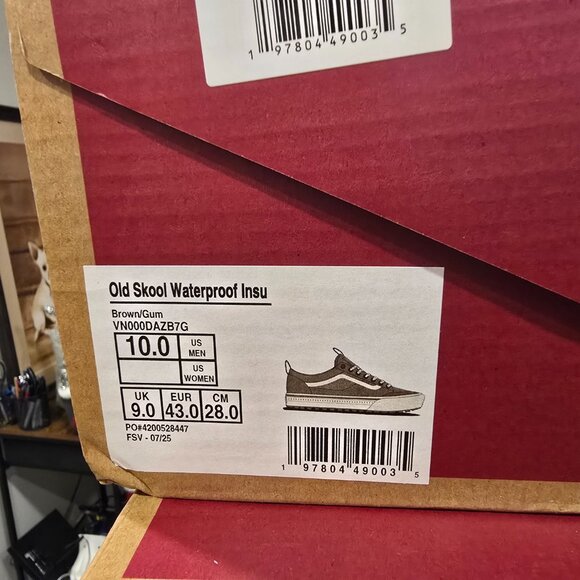 1 97804 49003 5
Old Skool Waterproof Insu
Brown/Gum
VN000DAZB7G
10.0 US MEN
US WOMEN
UK EUR CM
9.0 43.0 28.0
PO#4200528447
FSV - 07/25
1 97804 49003 5